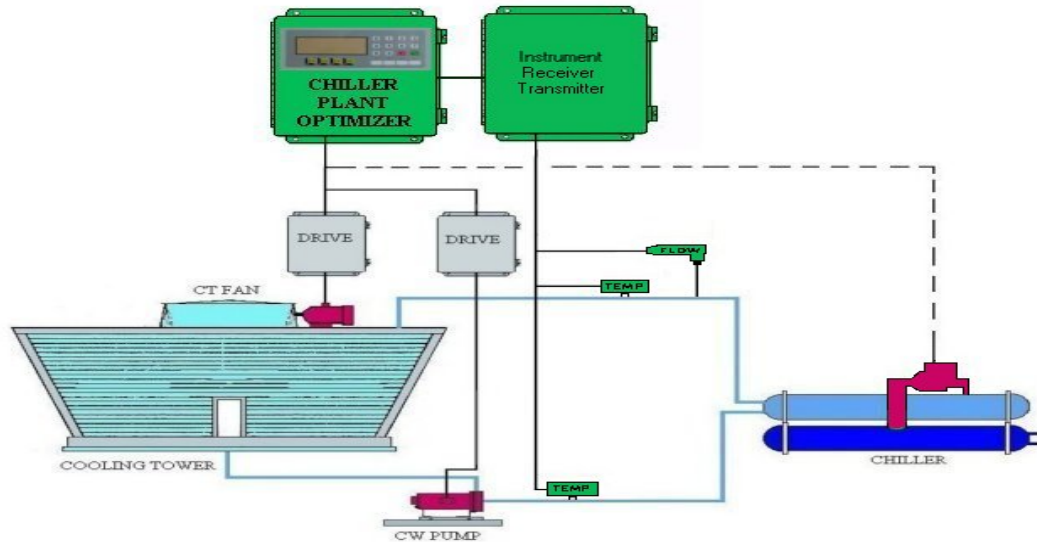 CHILLER
PLANT
OPTIMIZER
Instrument
Receiver
Transmitter
DRIVE
DRIVE
FLOW
TEMP
CT FAN
COOLING TOWER
TEMP
CHILLER
CW PUMP